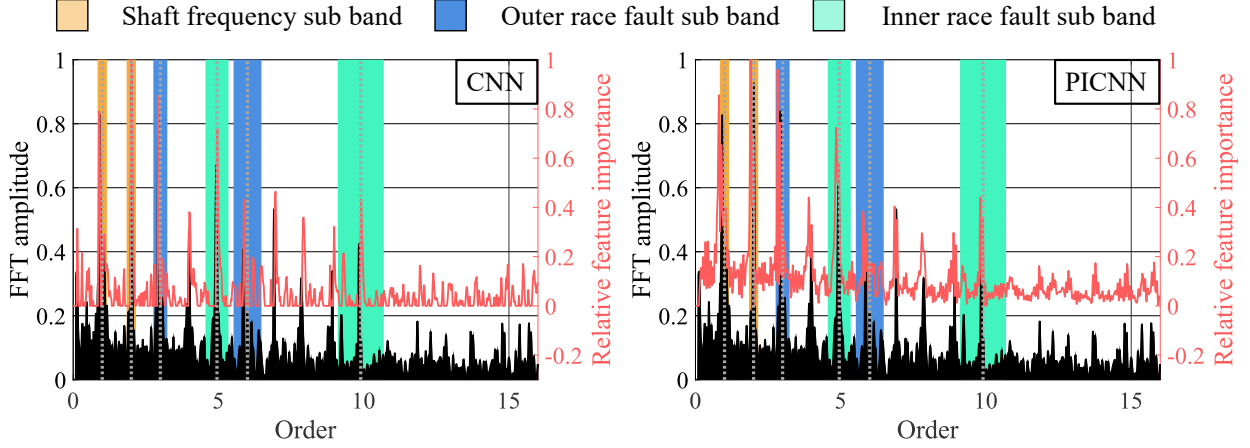 Shaft frequency sub band
Outer race fault sub band
Inner race fault sub band
CNN
FFT amplitude
1
0.8
0.6
0.4
0.2
0
0 5 10 15
Order
1
0.8
0.6
0.4
0.2
0
-0.2
Relative feature importance
PICNN
FFT amplitude
1
0.8
0.6
0.4
0.2
0
0 5 10 15
Order
1
0.8
0.6
0.4
0.2
0
-0.2
Relative feature importance